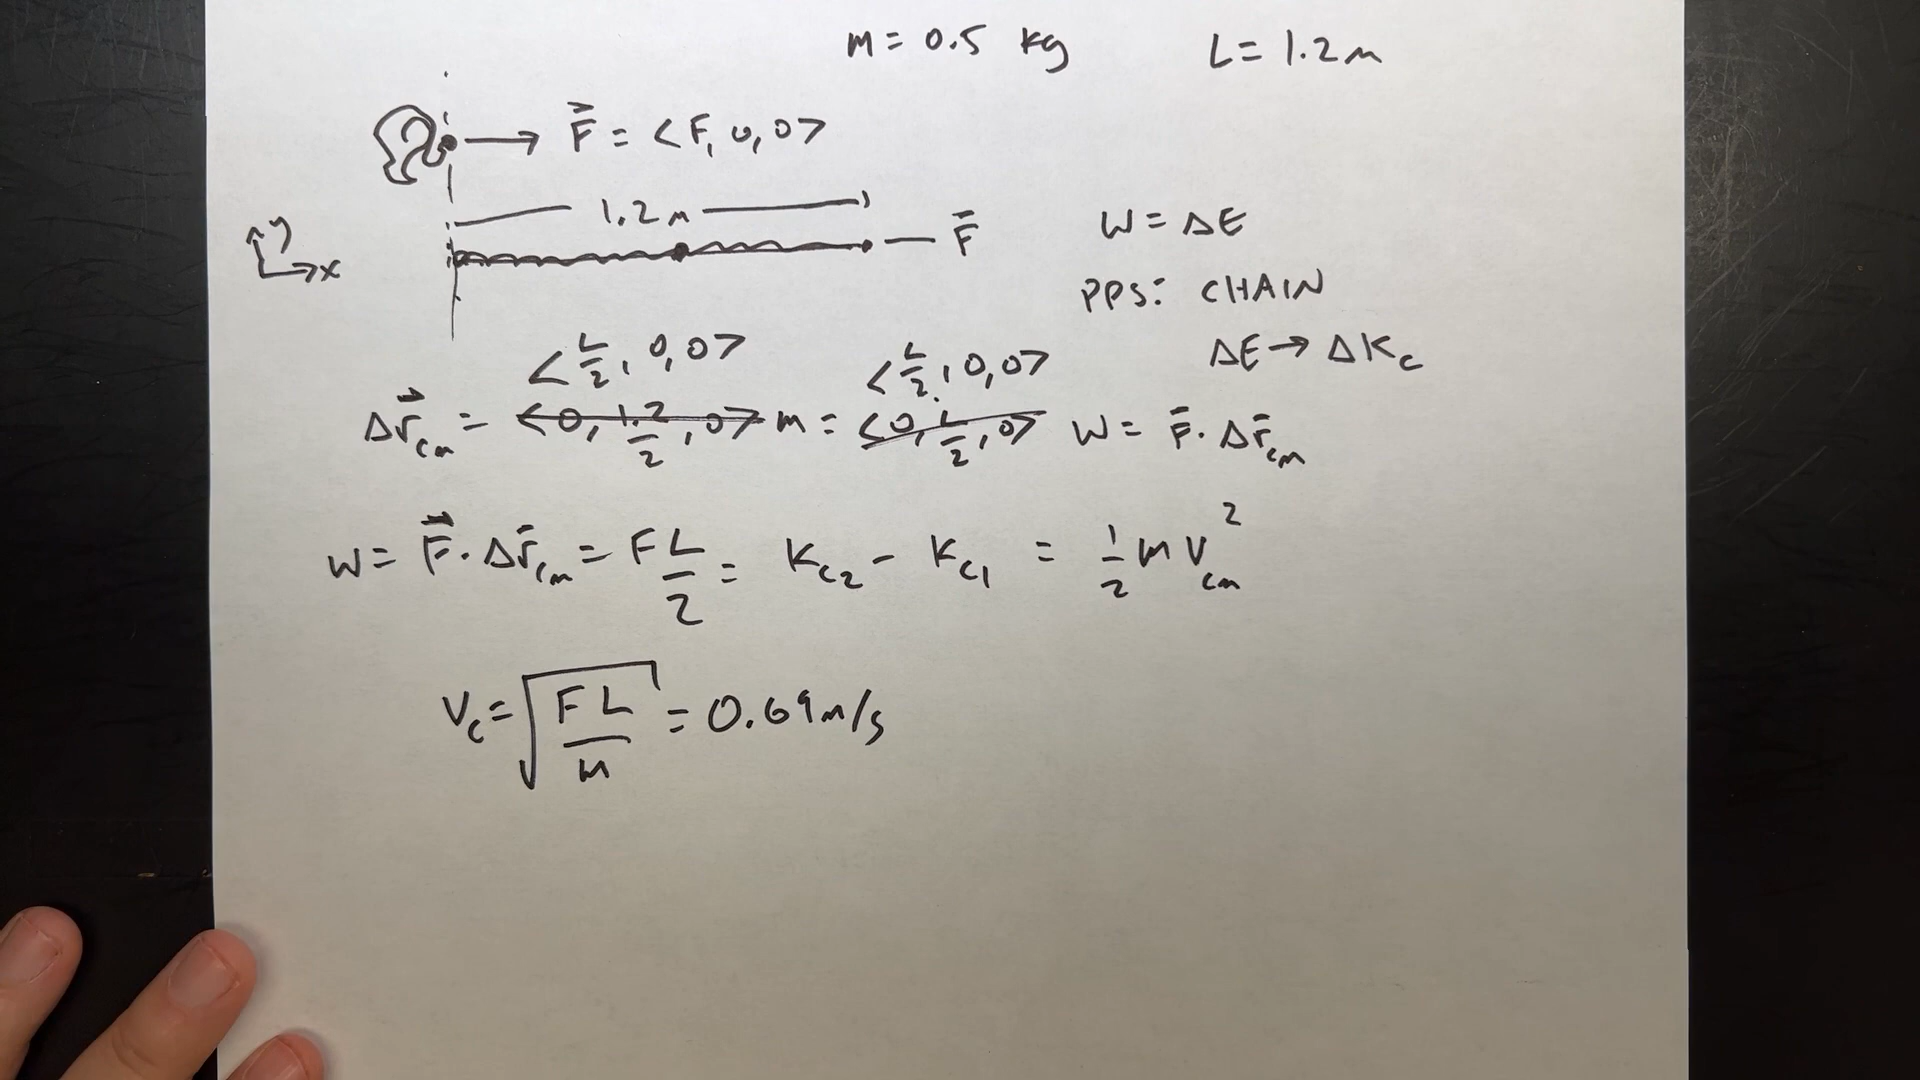 m = 0.5 kg L = 1.2 m
F⃗ = <F, 0, 0>
1.2 m
y
x
F̄
W = ΔE
PPS: CHAIN
ΔE → ΔKc
<L/2, 0, 0> <L/2, 0, 0>
Δr⃗cm = <0, 1.2/2, 0> m = <0, L/2, 0> W = F̄ · Δr̄cm
W = F⃗ · Δr̄cm = F L/2 = Kc2 - Kc1 = 1/2 m Vcm²
Vc = √(FL/m) = 0.69 m/s